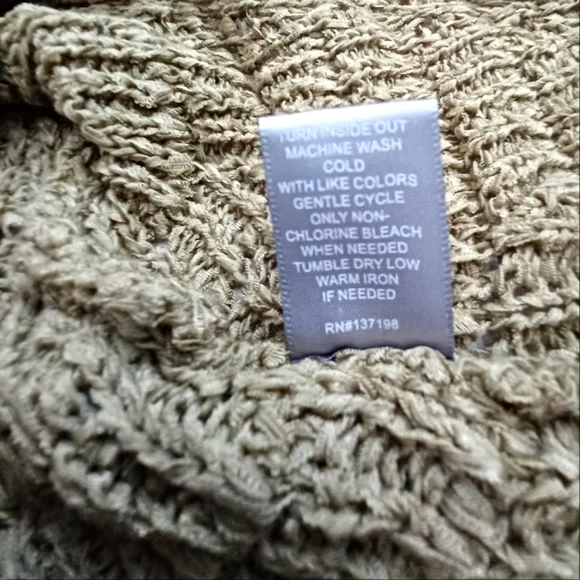 TURN INSIDE OUT
MACHINE WASH
COLD
WITH LIKE COLORS
GENTLE CYCLE
ONLY NON-
CHLORINE BLEACH
WHEN NEEDED
TUMBLE DRY LOW
WARM IRON
IF NEEDED
RN#137198